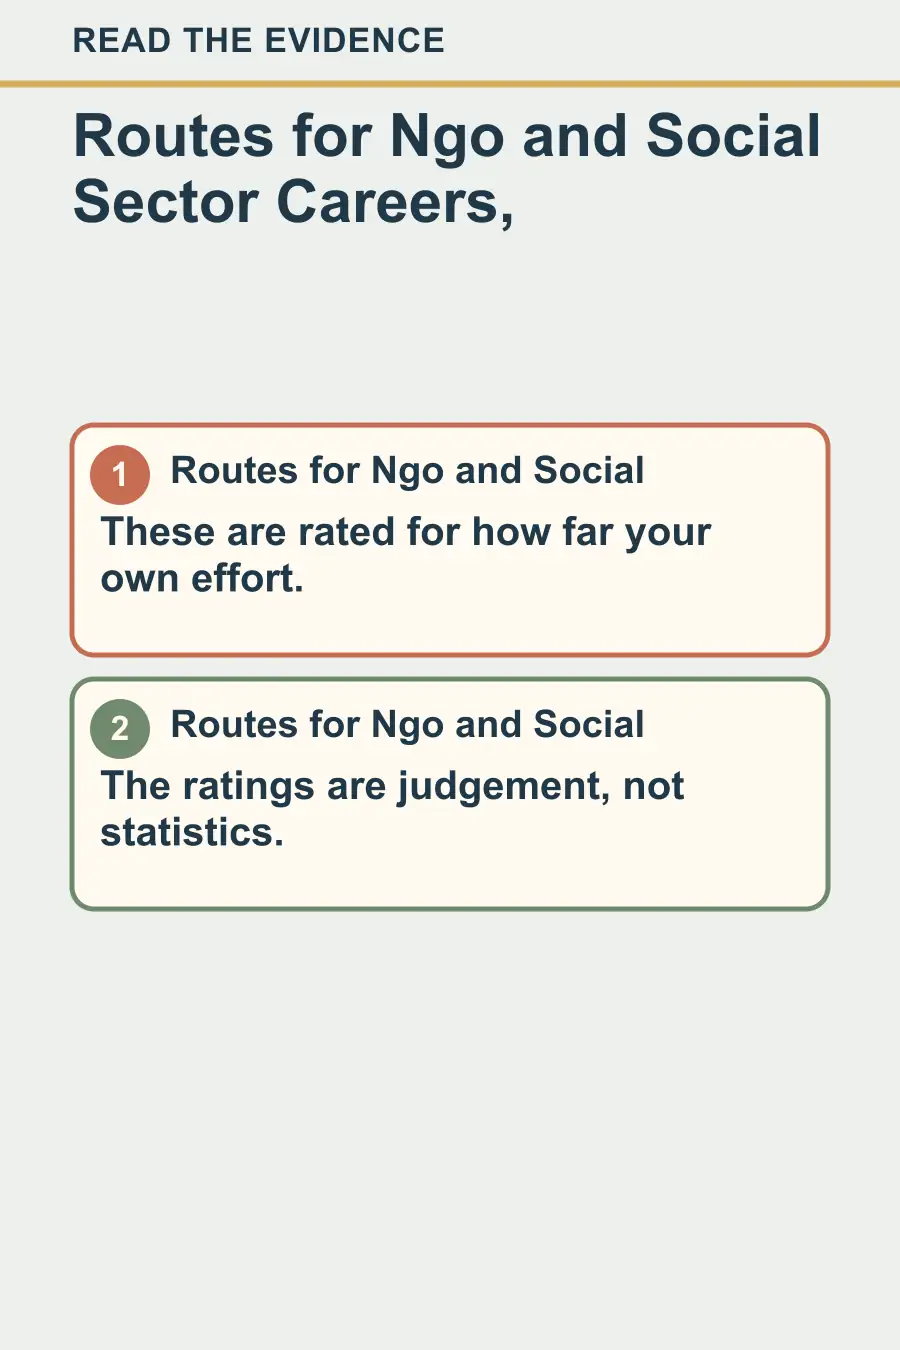 READ THE EVIDENCE
Routes for Ngo and Social
Sector Careers,
1 Routes for Ngo and Social
These are rated for how far your
own effort.
2 Routes for Ngo and Social
The ratings are judgement, not
statistics.